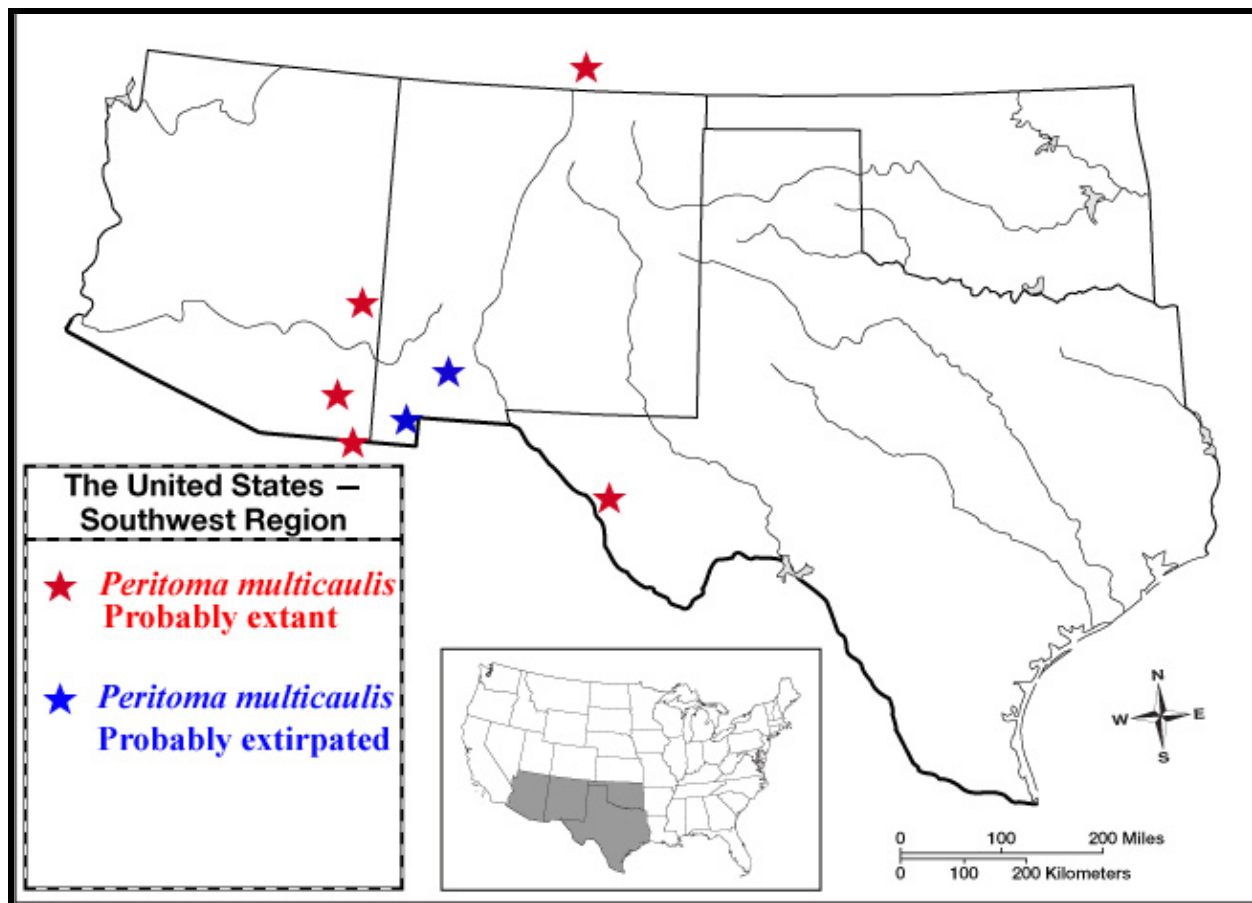 The United States —
Southwest Region
Peritoma multicaulis
Probably extant
Peritoma multicaulis
Probably extirpated
N
W E
S
0 100 200 Miles
0 100 200 Kilometers